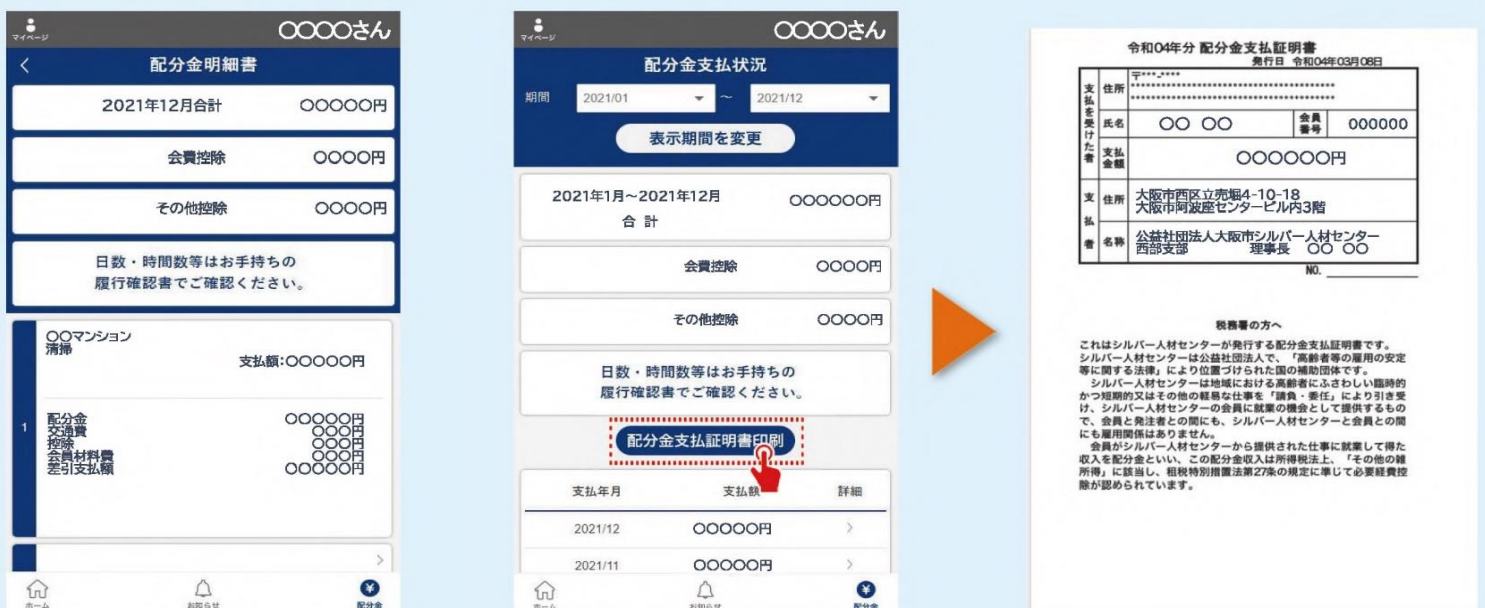 マイページ
○○○○さん
配分金明細書
2021年12月合計 ○○○○○円
会費控除 ○○○○円
その他控除 ○○○○円
日数・時間数等はお手持ちの
履行確認書でご確認ください。
1
○○マンション
清掃
支払額:○○○○○円
配分金 ○○○○○円
交通費 ○○○円
控除 ○○○円
会員材料費 ○○○円
差引支払額 ○○○○○円
ホーム
お知らせ
配分金
マイページ
○○○○さん
配分金支払状況
期間 2021/01 ~ 2021/12
表示期間を変更
2021年1月~2021年12月
合 計
○○○○○○円
会費控除 ○○○○円
その他控除 ○○○○円
日数・時間数等はお手持ちの
履行確認書でご確認ください。
配分金支払証明書印刷
支払年月 支払額 詳細
2021/12 ○○○○○円
2021/11 ○○○○○円
ホーム
お知らせ
配分金
令和04年分 配分金支払証明書
発行日 令和04年03月08日
支払を受けた者
住所
〒***-****
****************************************
****************************************
氏名 ○○ ○○ 会員番号 000000
支払金額 ○○○○○○円
支払者
住所
大阪市西区立売堀4-10-18
大阪市阿波座センタービル内3階
名称
公益社団法人大阪市シルバー人材センター
西部支部 理事長 ○○ ○○
NO.
税務署の方へ
これはシルバー人材センターが発行する配分金支払証明書です。
シルバー人材センターは公益社団法人で、「高齢者等の雇用の安定
等に関する法律」により位置づけられた国の補助団体です。
シルバー人材センターは地域における高齢者にふさわしい臨時的
かつ短期的又はその他の軽易な仕事を「請負・委任」により引き受
け、シルバー人材センターの会員に就業の機会として提供するもの
で、会員と発注者との間にも、シルバー人材センターと会員との間
にも雇用関係はありません。
会員がシルバー人材センターから提供された仕事に就業して得た
収入を配分金といい、この配分金収入は所得税法上、「その他の雑
所得」に該当し、租税特別措置法第27条の規定に準じて必要経費控
除が認められています。